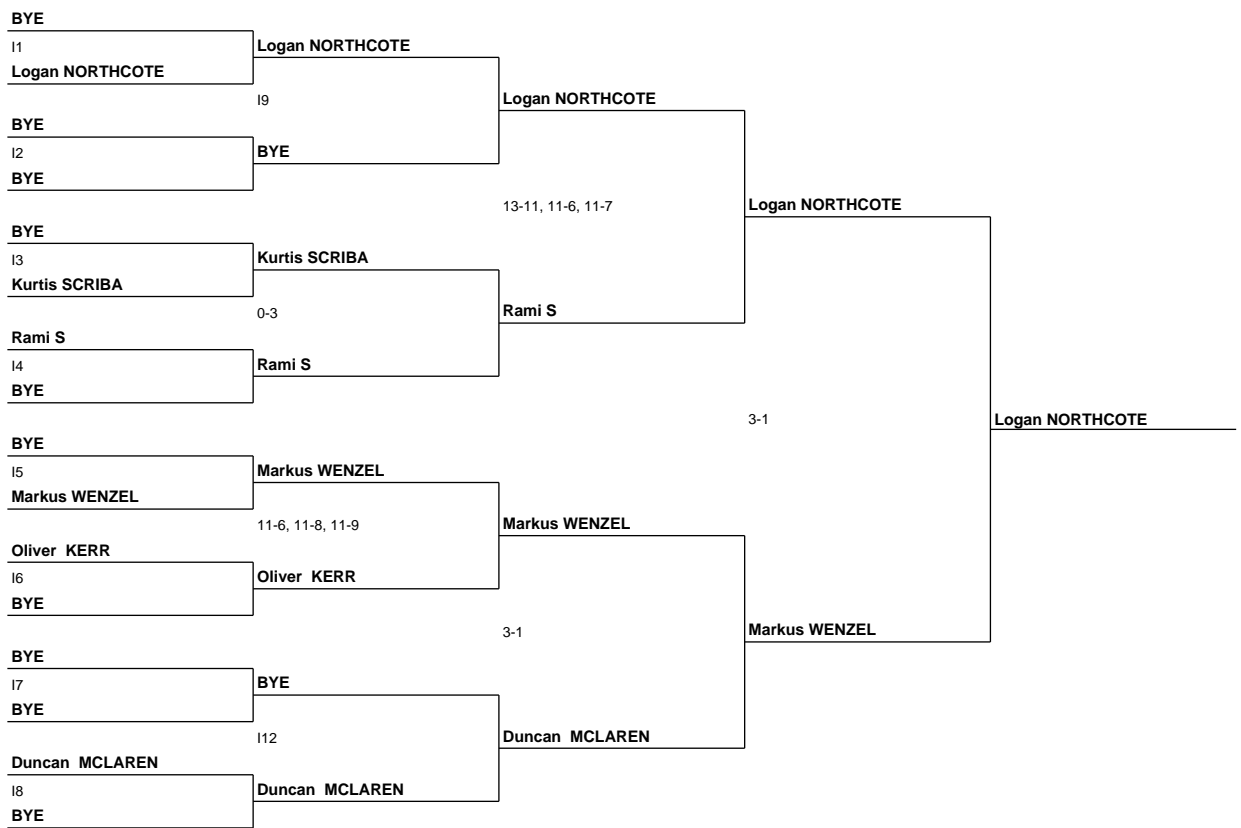 BYE
I1
Logan NORTHCOTE
Logan NORTHCOTE
I9
Logan NORTHCOTE
BYE
I2
BYE
BYE
13-11, 11-6, 11-7
Logan NORTHCOTE
BYE
I3
Kurtis SCRIBA
Kurtis SCRIBA
0-3
Rami S
Rami S
I4
Rami S
BYE
3-1
Logan NORTHCOTE
BYE
I5
Markus WENZEL
Markus WENZEL
11-6, 11-8, 11-9
Markus WENZEL
Oliver  KERR
I6
Oliver  KERR
BYE
3-1
Markus WENZEL
BYE
I7
BYE
BYE
I12
Duncan  MCLAREN
Duncan  MCLAREN
I8
Duncan  MCLAREN
BYE